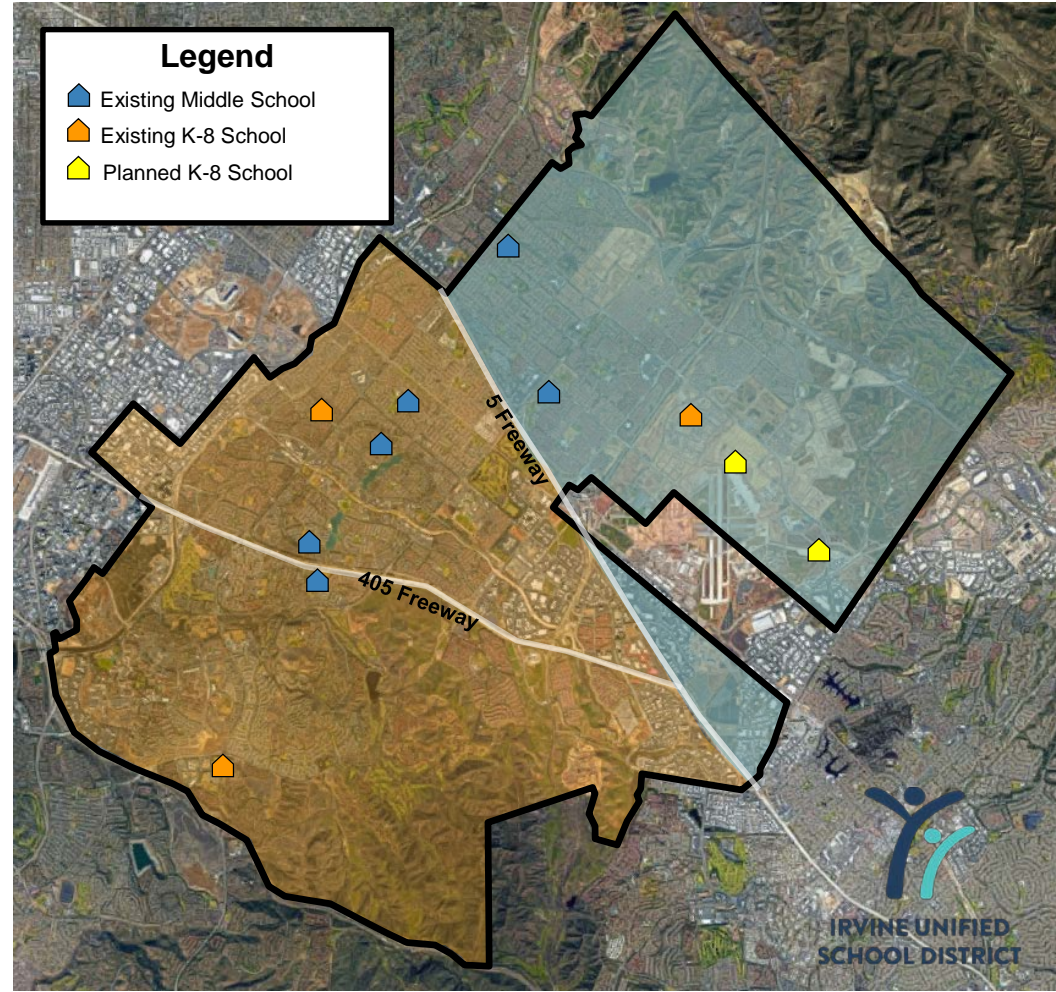 Legend
Existing Middle School
Existing K-8 School
Planned K-8 School
5 Freeway
405 Freeway
IRVINE UNIFIED
SCHOOL DISTRICT